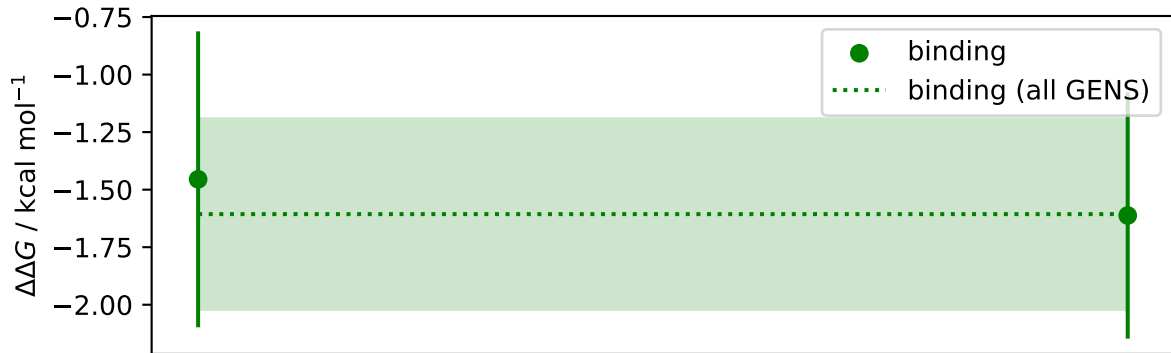 −0.75
−1.00
−1.25
−1.50
−1.75
−2.00
ΔΔG / kcal mol⁻¹
binding
binding (all GENS)